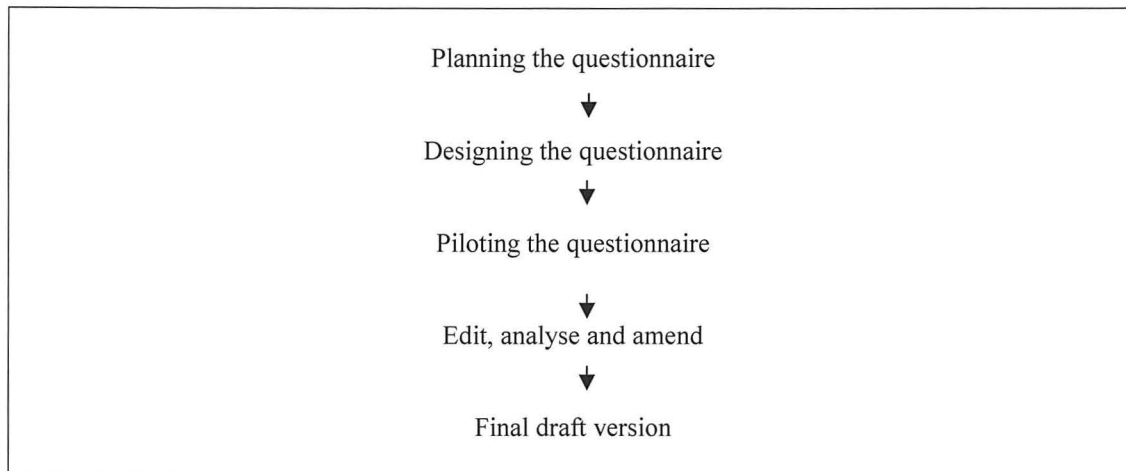 Planning the questionnaire
Designing the questionnaire
Piloting the questionnaire
Edit, analyse and amend
Final draft version